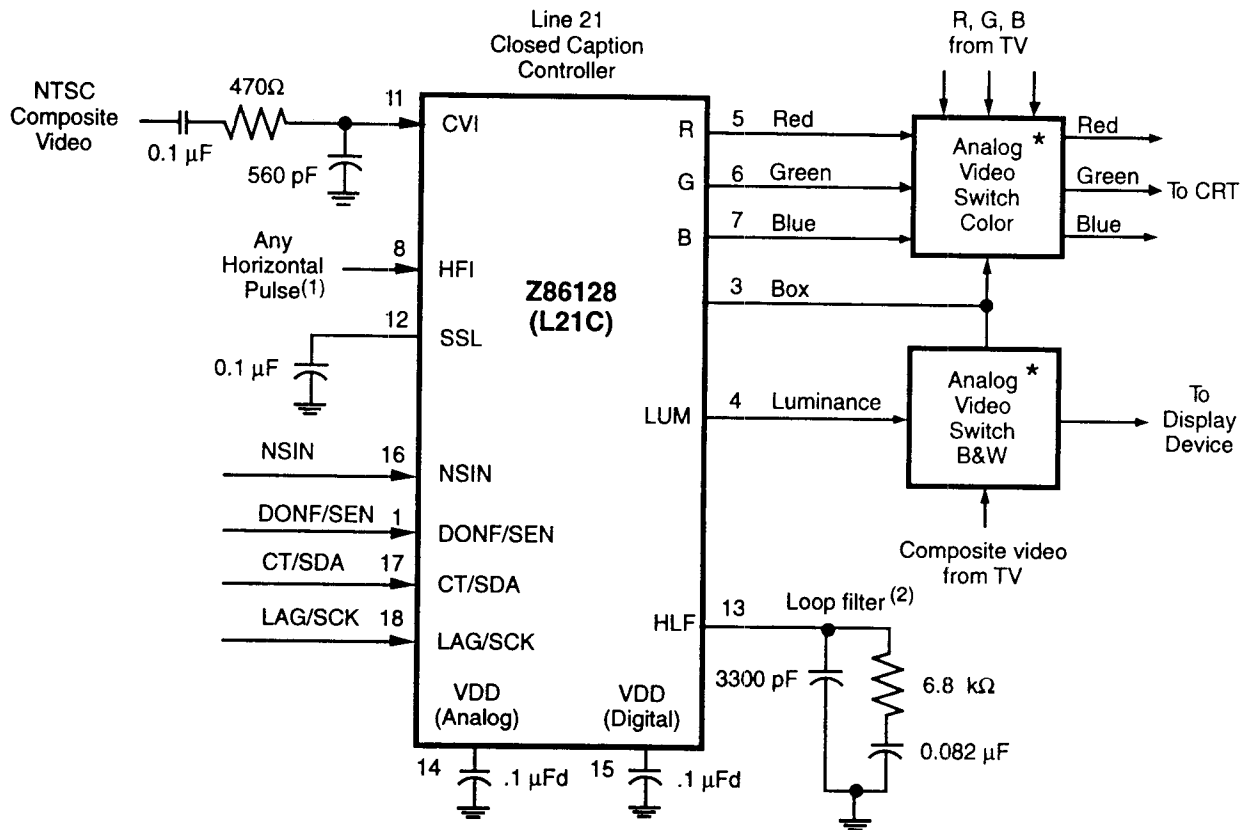 Line 21
Closed Caption
Controller
R, G, B
from TV
NTSC
Composite
Video
0.1 µF
470Ω
560 pF
11
CVI
Any
Horizontal
Pulse(1)
8
HFI
12
SSL
0.1 µF
NSIN
16
NSIN
DONF/SEN
1
DONF/SEN
CT/SDA
17
CT/SDA
LAG/SCK
18
LAG/SCK
Z86128
(L21C)
VDD
(Analog)
VDD
(Digital)
14
.1 µFd
15
.1 µFd
R
5
Red
G
6
Green
B
7
Blue
3
Box
LUM
4
Luminance
Analog *
Video
Switch
Color
Red
Green
Blue
To CRT
Analog *
Video
Switch
B&W
To
Display
Device
Composite video
from TV
HLF
13
Loop filter (2)
3300 pF
6.8 kΩ
0.082 µF